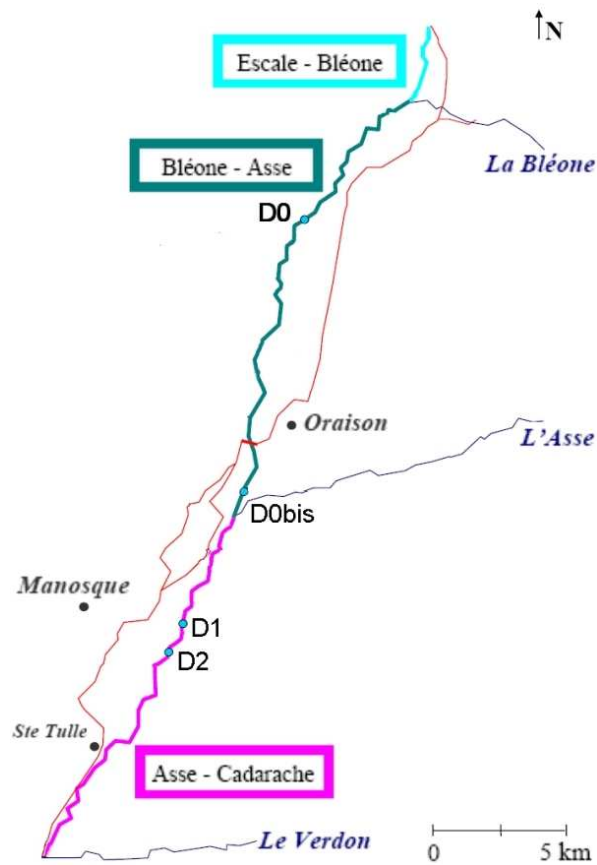 N
Escale - Bléone
La Bléone
Bléone - Asse
D0
Oraison
L'Asse
D0bis
Manosque
D1
D2
Ste Tulle
Asse - Cadarache
Le Verdon
0 5 km